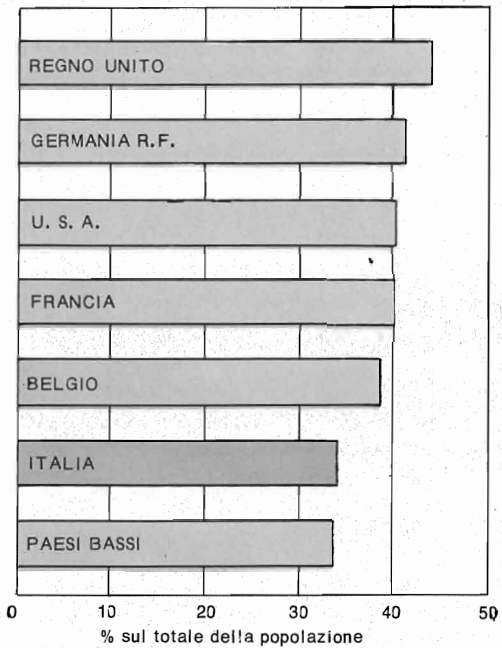 REGNO UNITO
GERMANIA R.F.
U. S. A.
FRANCIA
BELGIO
ITALIA
PAESI BASSI
0 10 20 30 40 50
% sul totale della popolazione